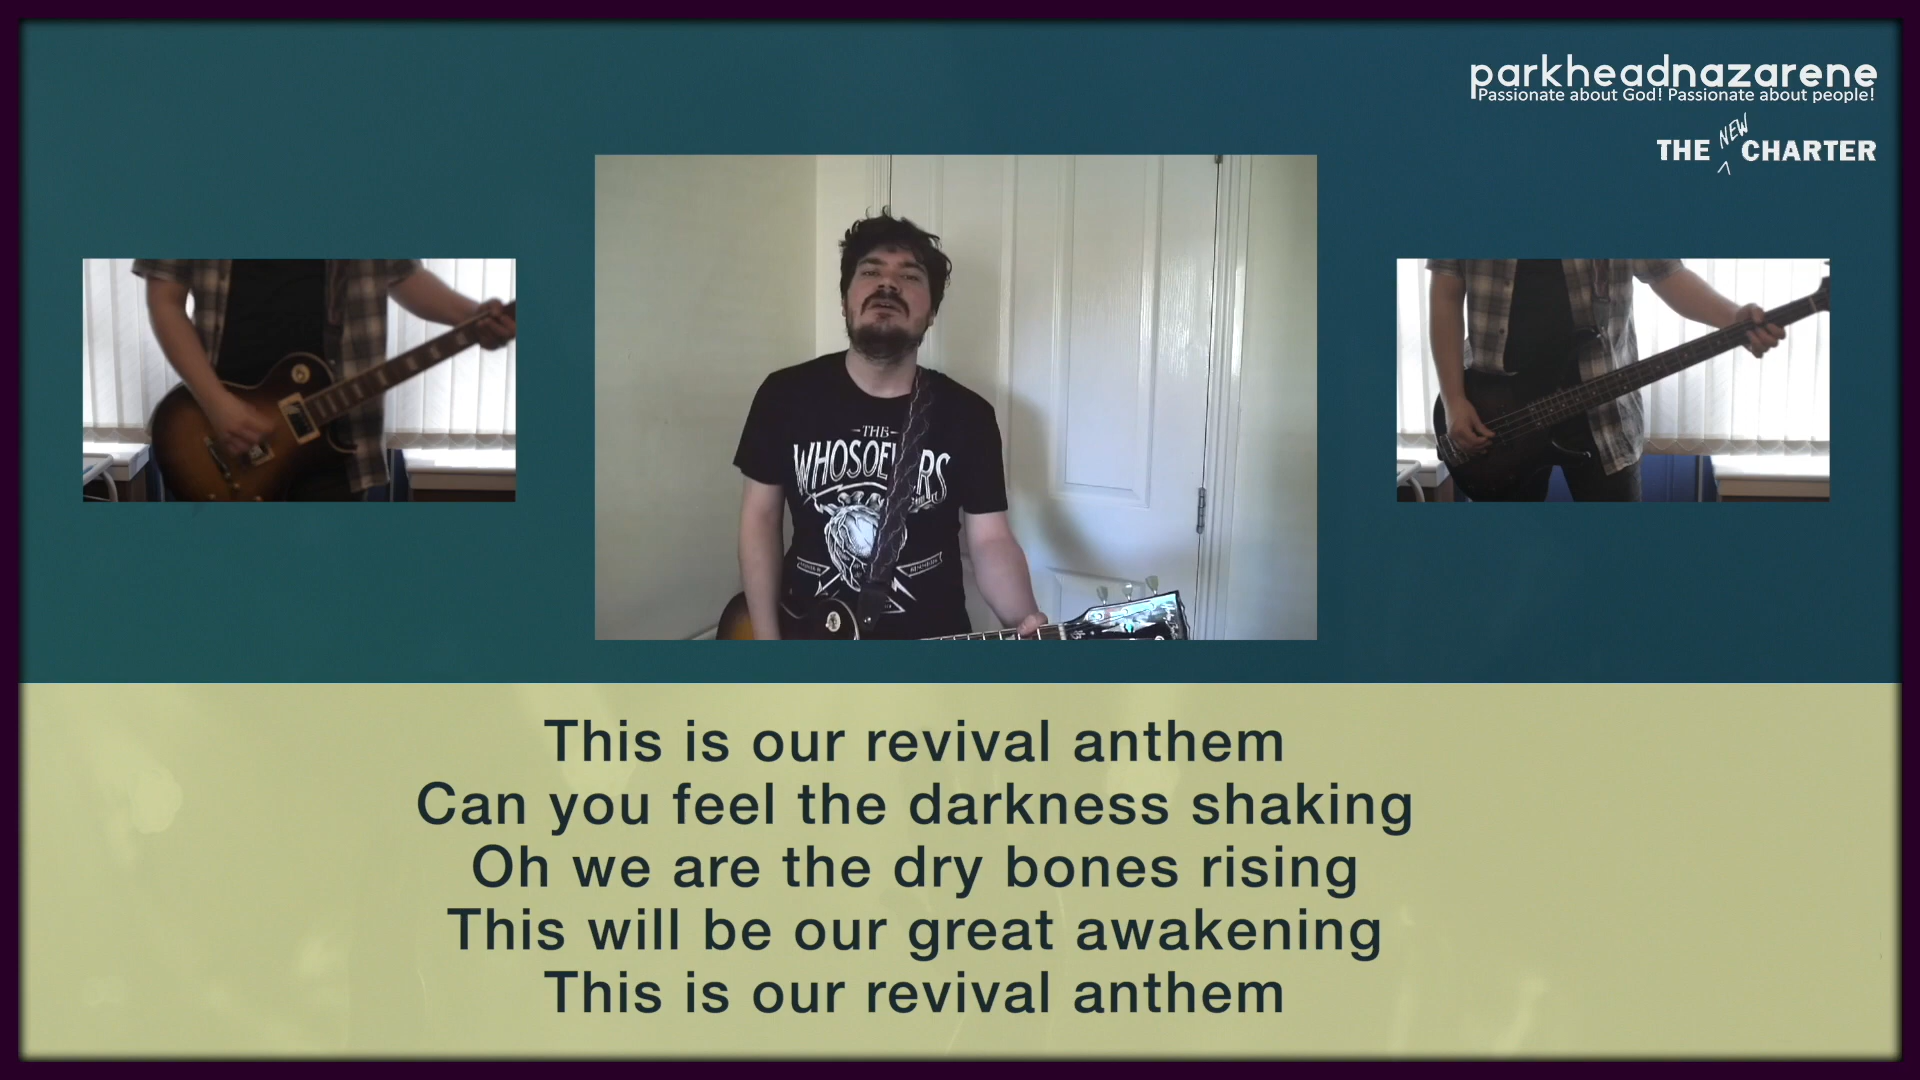 parkheadnazarene
Passionate about God! Passionate about people!
THE NEW CHARTER
^
THE
WHOSOE RS
This is our revival anthem
Can you feel the darkness shaking
Oh we are the dry bones rising
This will be our great awakening
This is our revival anthem